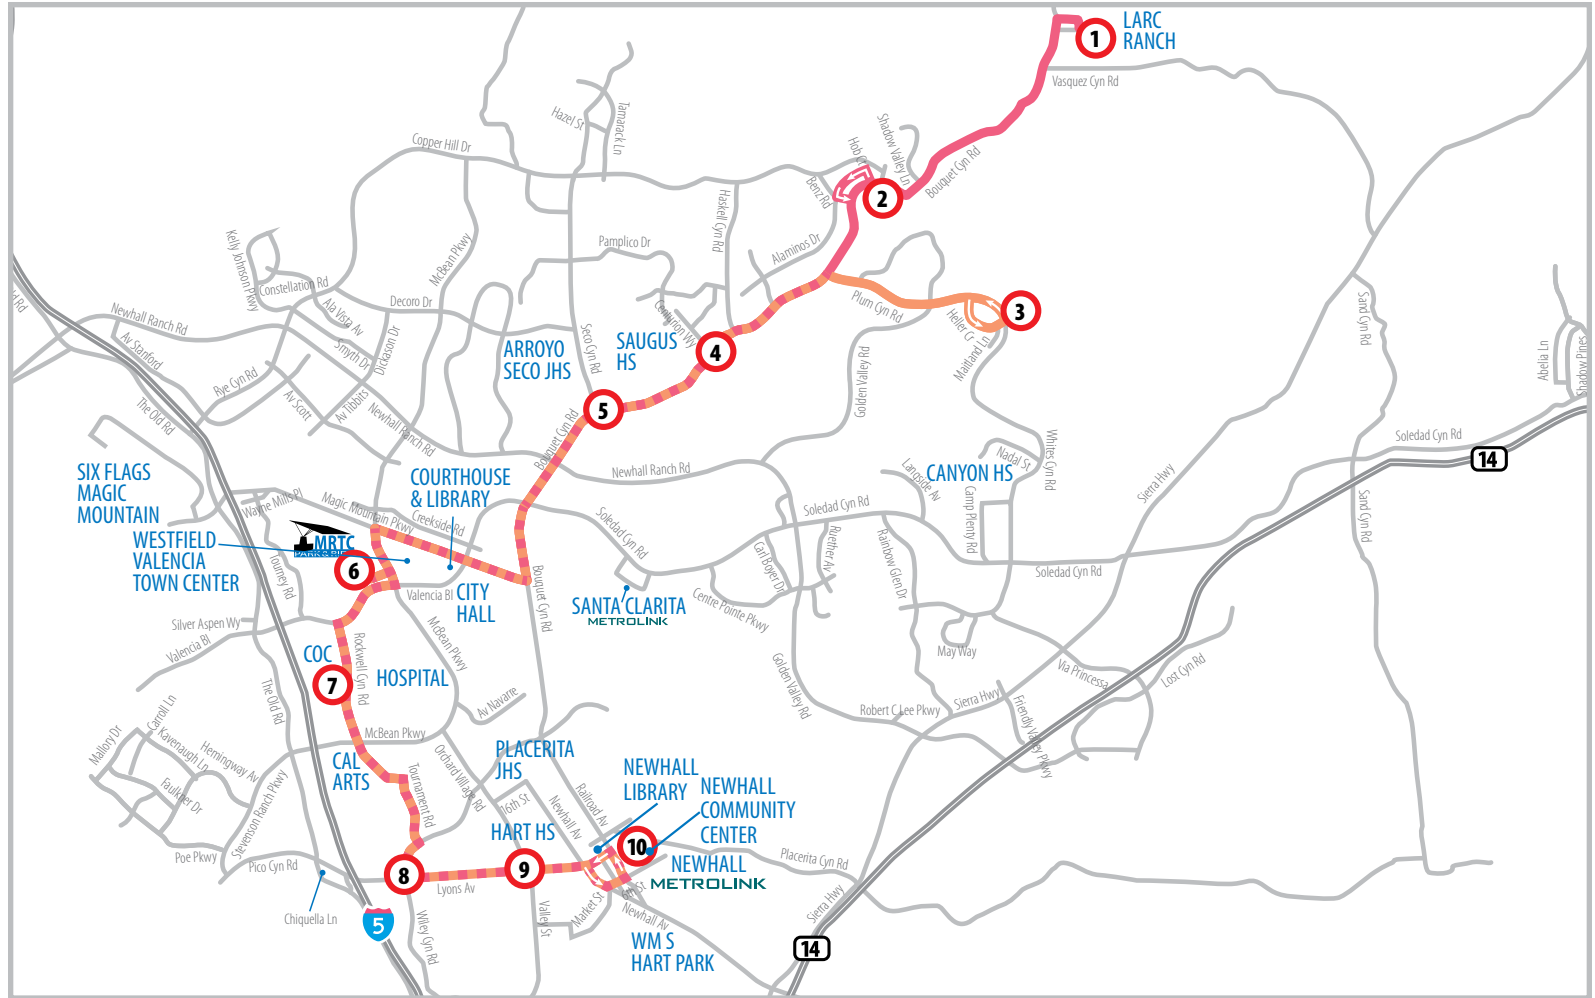 LARC
RANCH
1
Vasquez Cyn Rd
Tamarack Ln
Hazel St
Shadow Valley Ln
Hob Ct
Copper Hill Dr
Bouquet Cyn Rd
Benz Rd
2
Haskell Cyn Rd
Kelly Johnson Pkwy
McBean Pkwy
Pamplico Dr
Alaminos Dr
Constellation Rd
Decoro Dr
Plum Cyn Rd
Heller Cr
3
Newhall Ranch Rd
Ala Vista Av
Centurion Wy
Sand Cyn Rd
Av Stanford
Smyth Dr
Dickason Dr
Seco Cyn Rd
SAUGUS
HS
4
Maitland Ln
ARROYO
SECO JHS
Golden Valley Rd
Abelia Ln
Shadow Pines
Rye Cyn Rd
Av Scott
Av Tibbits
The Old Rd
Newhall Ranch Rd
5
Bouquet Cyn Rd
Whites Cyn Rd
Soledad Cyn Rd
14
SIX FLAGS
MAGIC
MOUNTAIN
COURTHOUSE
& LIBRARY
Newhall Ranch Rd
Langside Av
CANYON HS
Nadal St
Sierra Hwy
Wayne Mills Pl
Magic Mountain Pkwy
Creekside Rd
Soledad Cyn Rd
Soledad Cyn Rd
Camp Plenty Rd
Sand Cyn Rd
WESTFIELD
VALENCIA
TOWN CENTER
MRTC
PARK & RIDE
6
Tourney Rd
Valencia Bl
CITY
HALL
Bouquet Cyn Rd
SANTA CLARITA
METROLINK
Centre Pointe Pkwy
Carl Boyer Dr
Ruether Av
Rainbow Glen Dr
Soledad Cyn Rd
Silver Aspen Wy
Valencia Bl
COC
7
Rockwell Cyn Rd
HOSPITAL
McBean Pkwy
May Way
Via Princessa
Lost Cyn Rd
The Old Rd
Av Navarre
Golden Valley Rd
Robert C Lee Pkwy
Sierra Hwy
Friendly Valley Pkwy
Mallory Dr
Carroll Ln
Kavenaugh Ln
Hemingway Av
Faulkner Dr
Stevenson Ranch Pkwy
McBean Pkwy
CAL
ARTS
Tournament Rd
Orchard Village Rd
PLACERITA
JHS
NEWHALL
LIBRARY
NEWHALL
COMMUNITY
CENTER
16th St
Newhall Av
Railroad Av
HART HS
10
Poe Pkwy
Pico Cyn Rd
8
Lyons Av
9
NEWHALL
METROLINK
Placerita Cyn Rd
Chiquella Ln
5
Wiley Cyn Rd
Valley St
Market St
Newhall Av
WM S
HART PARK
Sierra Hwy
14